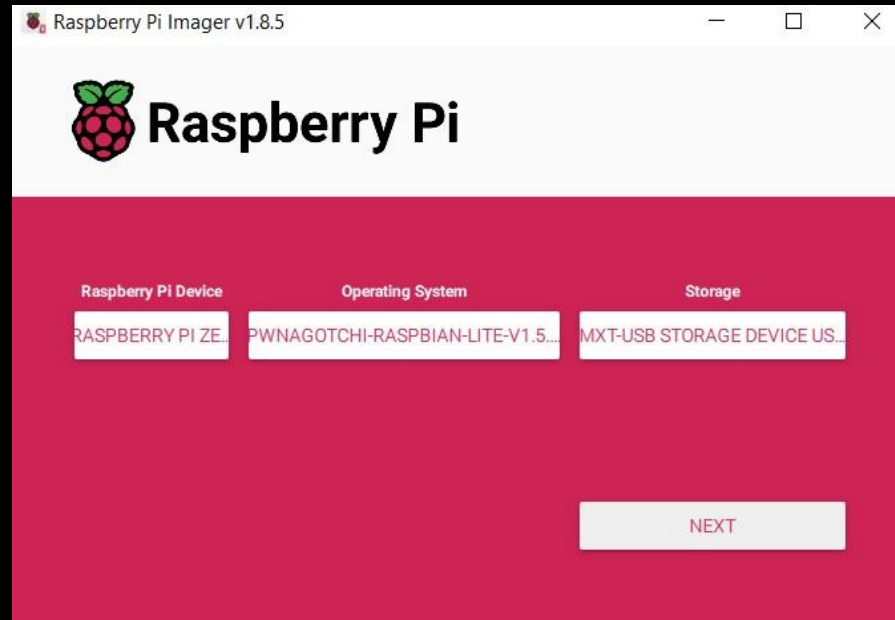 Raspberry Pi Imager v1.8.5
Raspberry Pi
Raspberry Pi Device
Operating System
Storage
RASPBERRY PI ZE...
PWNAGOTCHI-RASPBIAN-LITE-V1.5....
MXT-USB STORAGE DEVICE US...
NEXT